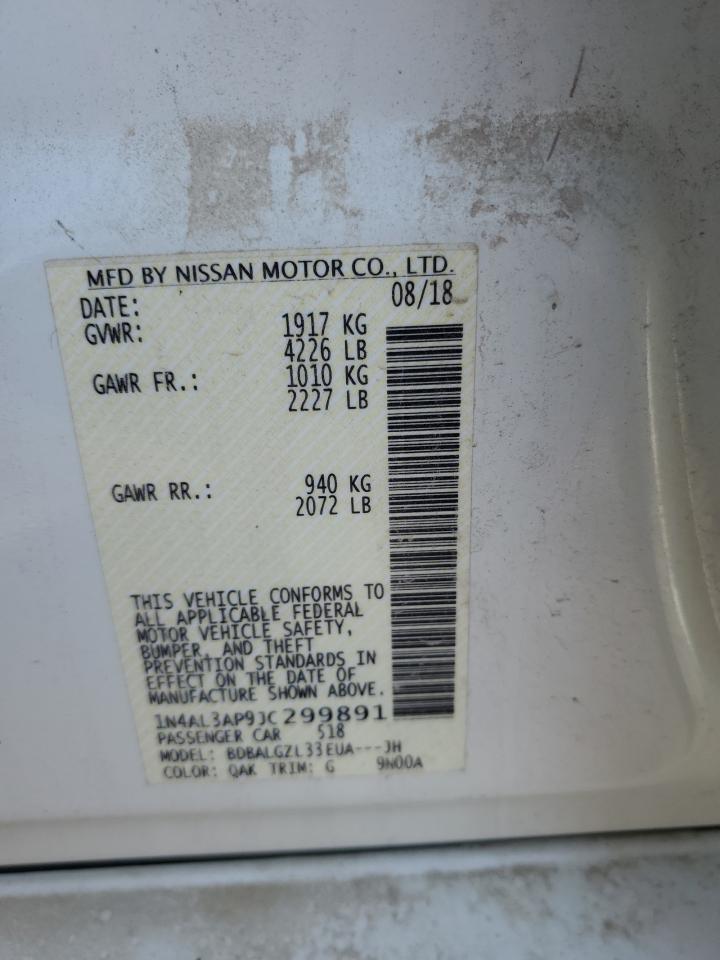 MFD BY NISSAN MOTOR CO., LTD.
DATE: 08/18
GVWR: 1917 KG
4226 LB
GAWR FR.: 1010 KG
2227 LB
GAWR RR.: 940 KG
2072 LB
THIS VEHICLE CONFORMS TO
ALL APPLICABLE FEDERAL
MOTOR VEHICLE SAFETY,
BUMPER, AND THEFT
PREVENTION STANDARDS IN
EFFECT ON THE DATE OF
MANUFACTURE SHOWN ABOVE.
1N4AL3AP9JC299891
PASSENGER CAR 518
MODEL: BDBALGZL33EUA---JH
COLOR: QAK TRIM: G 9N00A